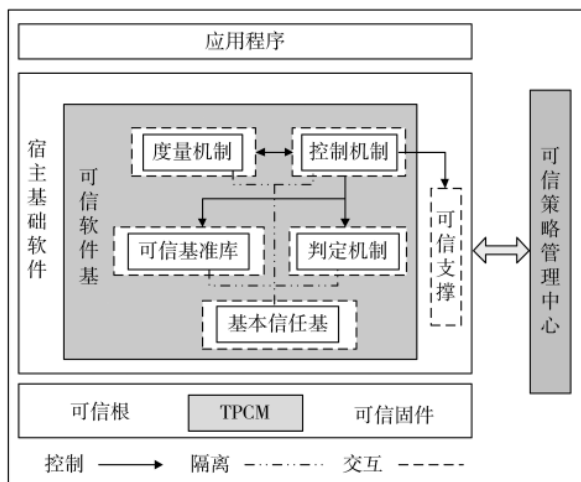 应用程序
宿主基础软件
可信软件基
度量机制
控制机制
可信基准库
判定机制
基本信任基
可信支撑
可信策略管理中心
可信根
TPCM
可信固件
控制
隔离
交互